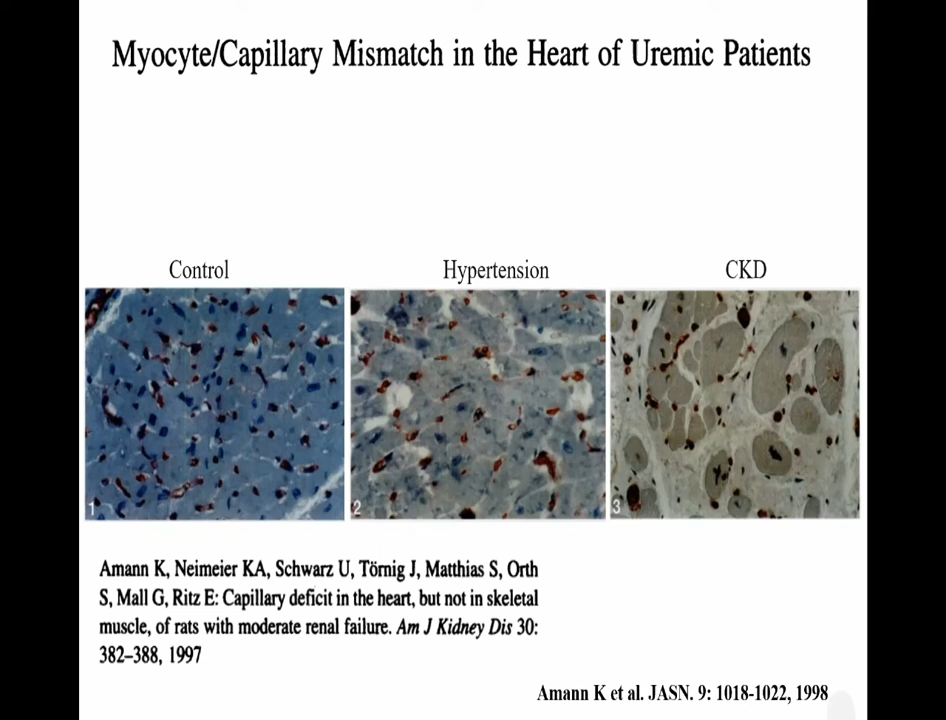 Myocyte/Capillary Mismatch in the Heart of Uremic Patients
Control
Hypertension
CKD
1
2
3
Amann K, Neimeier KA, Schwarz U, Törnig J, Matthias S, Orth
S, Mall G, Ritz E: Capillary deficit in the heart, but not in skeletal
muscle, of rats with moderate renal failure. Am J Kidney Dis 30:
382–388, 1997
Amann K et al. JASN. 9: 1018-1022, 1998